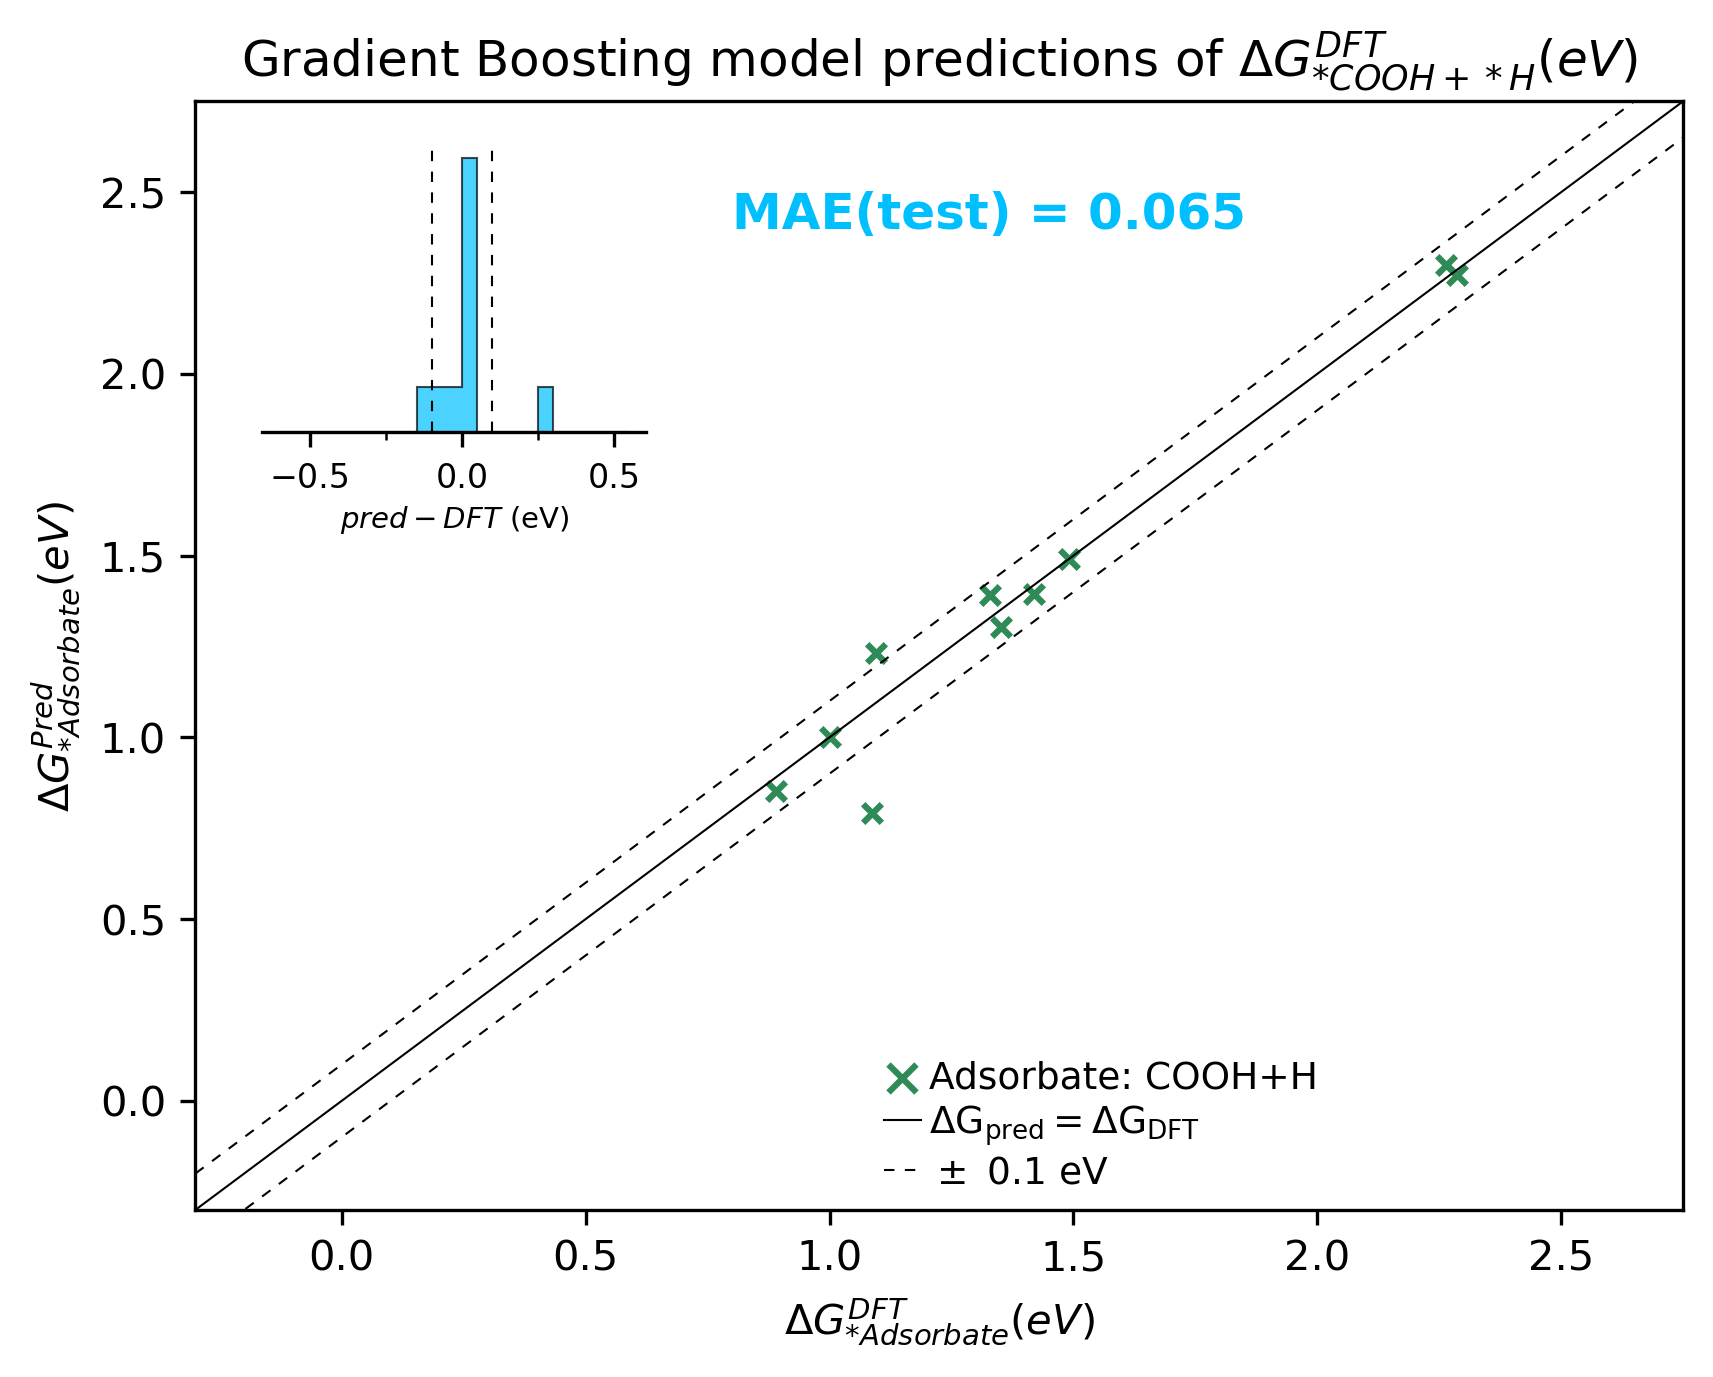 Gradient Boosting model predictions of ΔG^{DFT}_{*COOH+*H}(eV)
MAE(test) = 0.065
2.5
2.0
1.5
1.0
0.5
0.0
−0.5 0.0 0.5
pred − DFT (eV)
ΔG^{Pred}_{*Adsorbate}(eV)
Adsorbate: COOH+H
ΔG_{pred} = ΔG_{DFT}
± 0.1 eV
0.0 0.5 1.0 1.5 2.0 2.5
ΔG^{DFT}_{*Adsorbate}(eV)